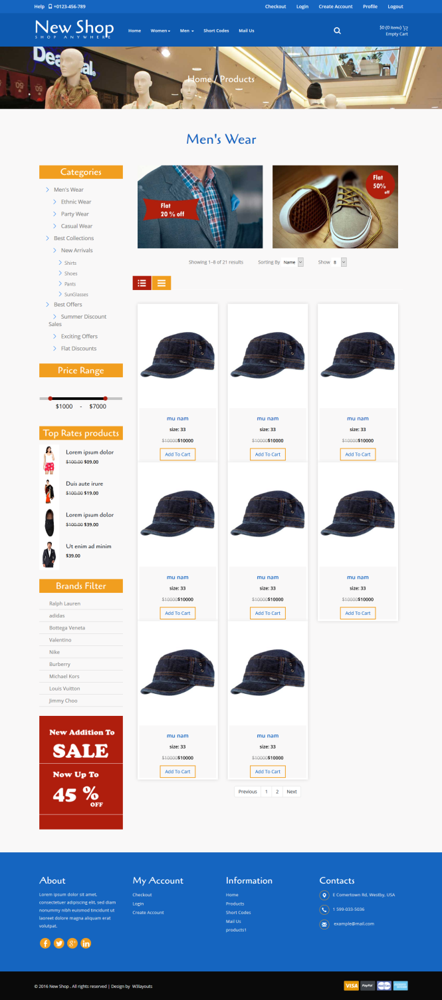 Help +0123-456-789
Checkout Login Create Account Profile Logout
New Shop
SHOP ANYWHERE
Home Women Men Short Codes Mail Us
$0 (0 items)
Empty Cart
Home / Products
Men's Wear
Categories
Men's Wear
Ethnic Wear
Party Wear
Casual Wear
Best Collections
New Arrivals
Shirts
Shoes
Pants
SunGlasses
Best Offers
Summer Discount
Sales
Exciting Offers
Flat Discounts
Price Range
$1000 - $7000
Top Rates products
Lorem ipsum dolor
$100.00 $09.00
Duis aute irure
$100.00 $19.00
Lorem ipsum dolor
$100.00 $39.00
Ut enim ad minim
$39.00
Brands Filter
Ralph Lauren
adidas
Bottega Veneta
Valentino
Nike
Burberry
Michael Kors
Louis Vuitton
Jimmy Choo
New Addition To
SALE
Now Up To
45 %
OFF
Flat
20 % off
Flat
50%
off
Showing 1–8 of 21 results Sorting By Name Show 8
mu nam mu nam mu nam
size: 33 size: 33 size: 33
$10000$10000 $10000$10000 $10000$10000
Add To Cart Add To Cart Add To Cart
mu nam mu nam mu nam
size: 33 size: 33 size: 33
$10000$10000 $10000$10000 $10000$10000
Add To Cart Add To Cart Add To Cart
mu nam mu nam
size: 33 size: 33
$10000$10000 $10000$10000
Add To Cart Add To Cart
Previous 1 2 Next
About
Lorem ipsum dolor sit amet,
consectetuer adipiscing elit, sed diam
nonummy nibh euismod tincidunt ut
laoreet dolore magna aliquam erat
volutpat.
My Account
Checkout
Login
Create Account
Information
Home
Products
Short Codes
Mail Us
products1
Contacts
E Comertown Rd, Westby, USA
1 599-033-5036
example@mail.com
© 2016 New Shop . All rights reserved | Design by W3layouts
VISA PayPal